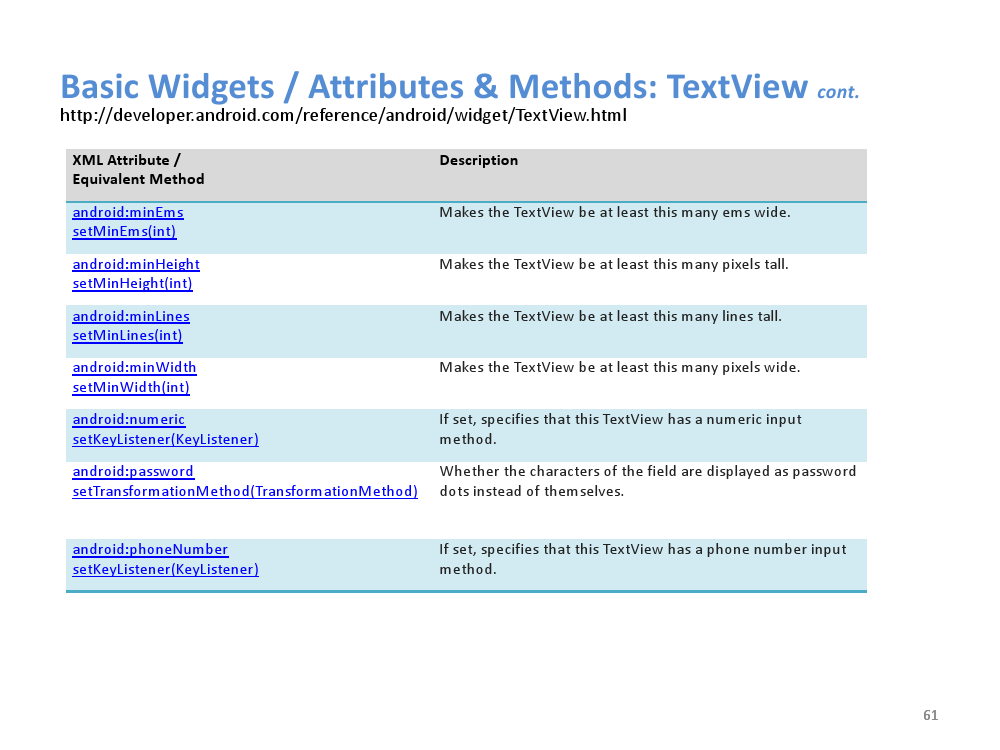 Basic Widgets / Attributes & Methods: TextView cont.
http://developer.android.com/reference/android/widget/TextView.html
XML Attribute / Description
Equivalent Method
android:minEms Makes the TextView be at least this many ems wide.
setMinEms(int)
android:minHeight Makes the TextView be at least this many pixels tall.
setMinHeight(int)
android:minLines Makes the TextView be at least this many lines tall.
setMinLines(int)
android:minWidth Makes the TextView be at least this many pixels wide.
setMinWidth(int)
android:numeric If set, specifies that this TextView has a numeric input
setKeyListener(KeyListener) method.
android:password Whether the characters of the field are displayed as password
setTransformationMethod(TransformationMethod) dots instead of themselves.
android:phoneNumber If set, specifies that this TextView has a phone number input
setKeyListener(KeyListener) method.
61